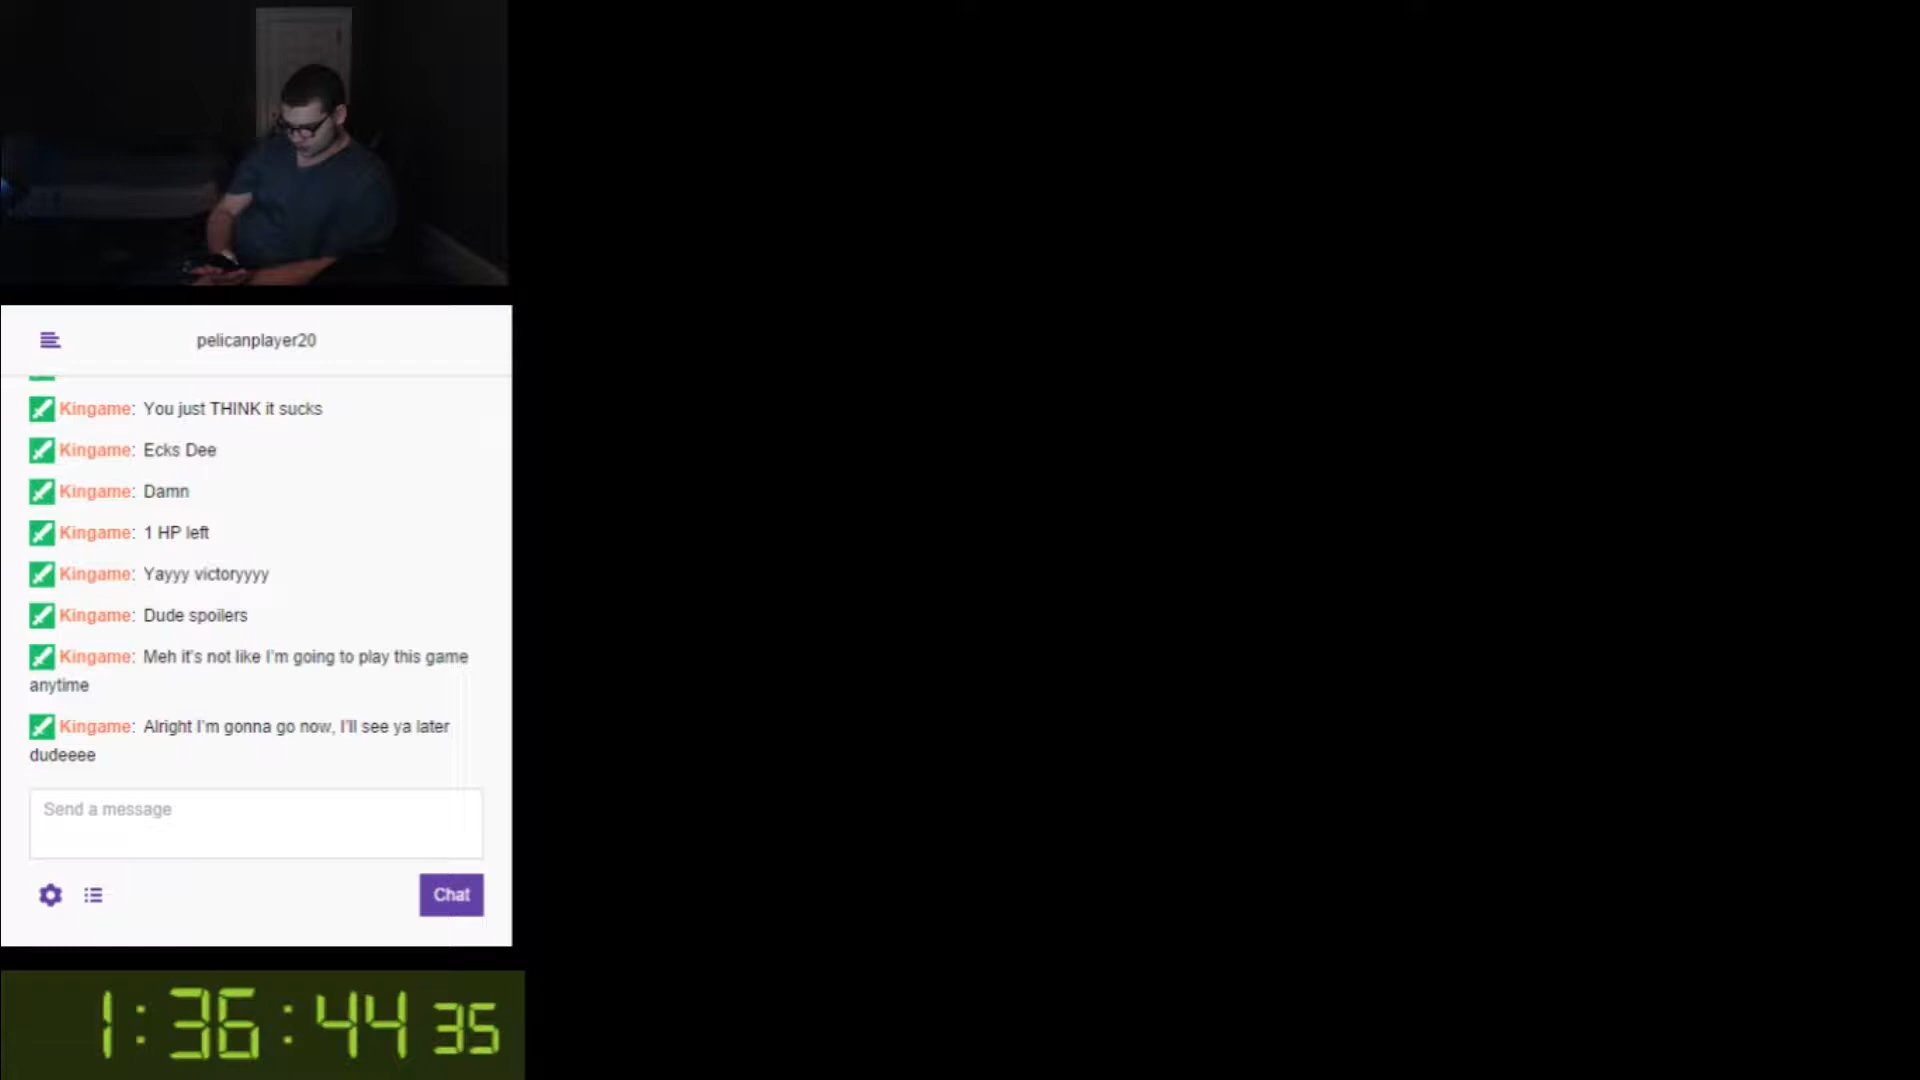 pelicanplayer20
Kingame: You just THINK it sucks
Kingame: Ecks Dee
Kingame: Damn
Kingame: 1 HP left
Kingame: Yayyy victoryyyy
Kingame: Dude spoilers
Kingame: Meh it's not like I'm going to play this game
anytime
Kingame: Alright I'm gonna go now, I'll see ya later
dudeeee
Send a message
Chat
1:36:44 35